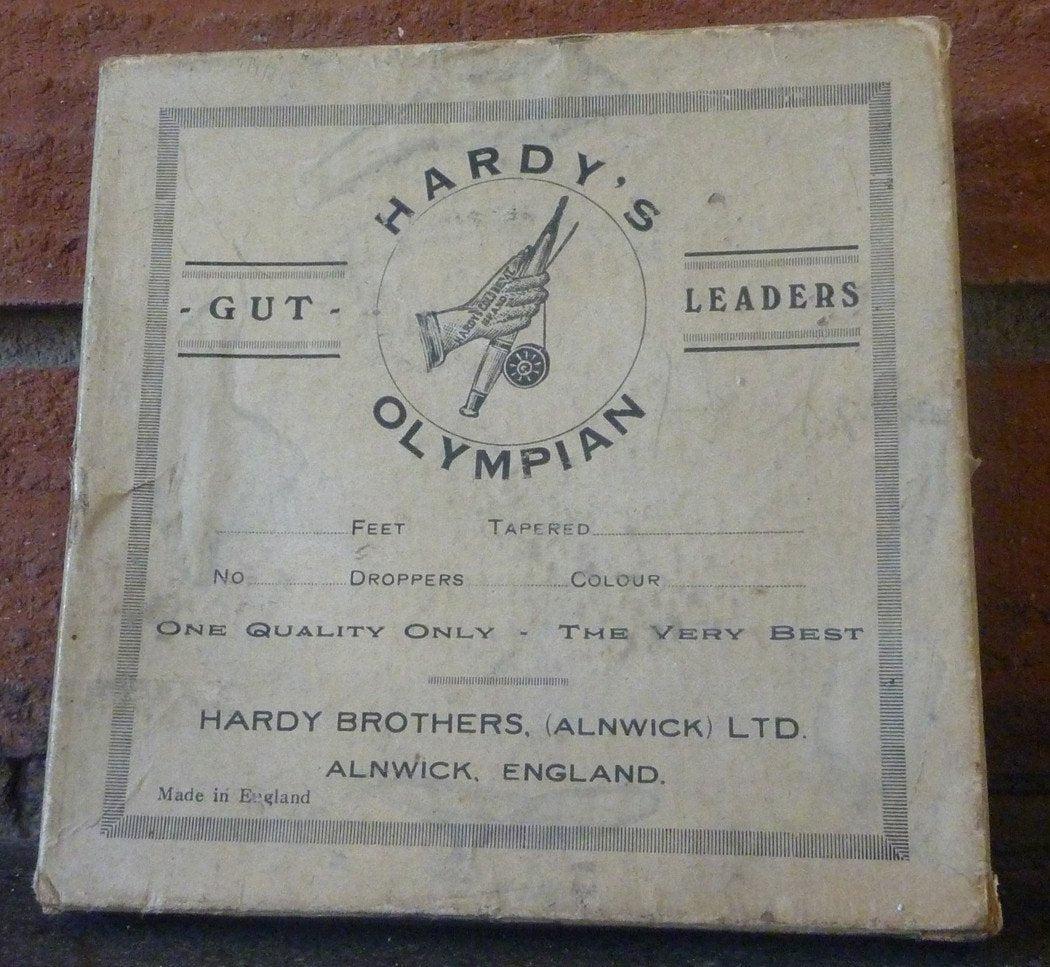 HARDY'S
- GUT -
LEADERS
OLYMPIAN
FEET TAPERED
NO DROPPERS COLOUR
ONE QUALITY ONLY - THE VERY BEST
HARDY BROTHERS, (ALNWICK) LTD.
ALNWICK, ENGLAND.
Made in England